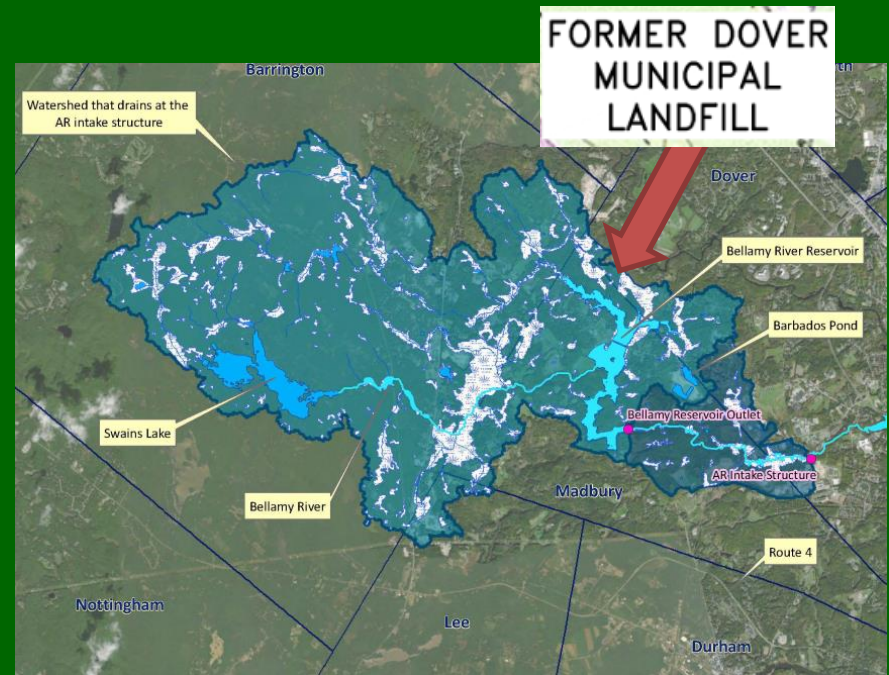 FORMER DOVER
MUNICIPAL
LANDFILL
Barrington
Watershed that drains at the
AR intake structure
Dover
Bellamy River Reservoir
Barbados Pond
Swains Lake
Bellamy Reservoir Outlet
AR Intake Structure
Bellamy River
Madbury
Route 4
Nottingham
Lee
Durham